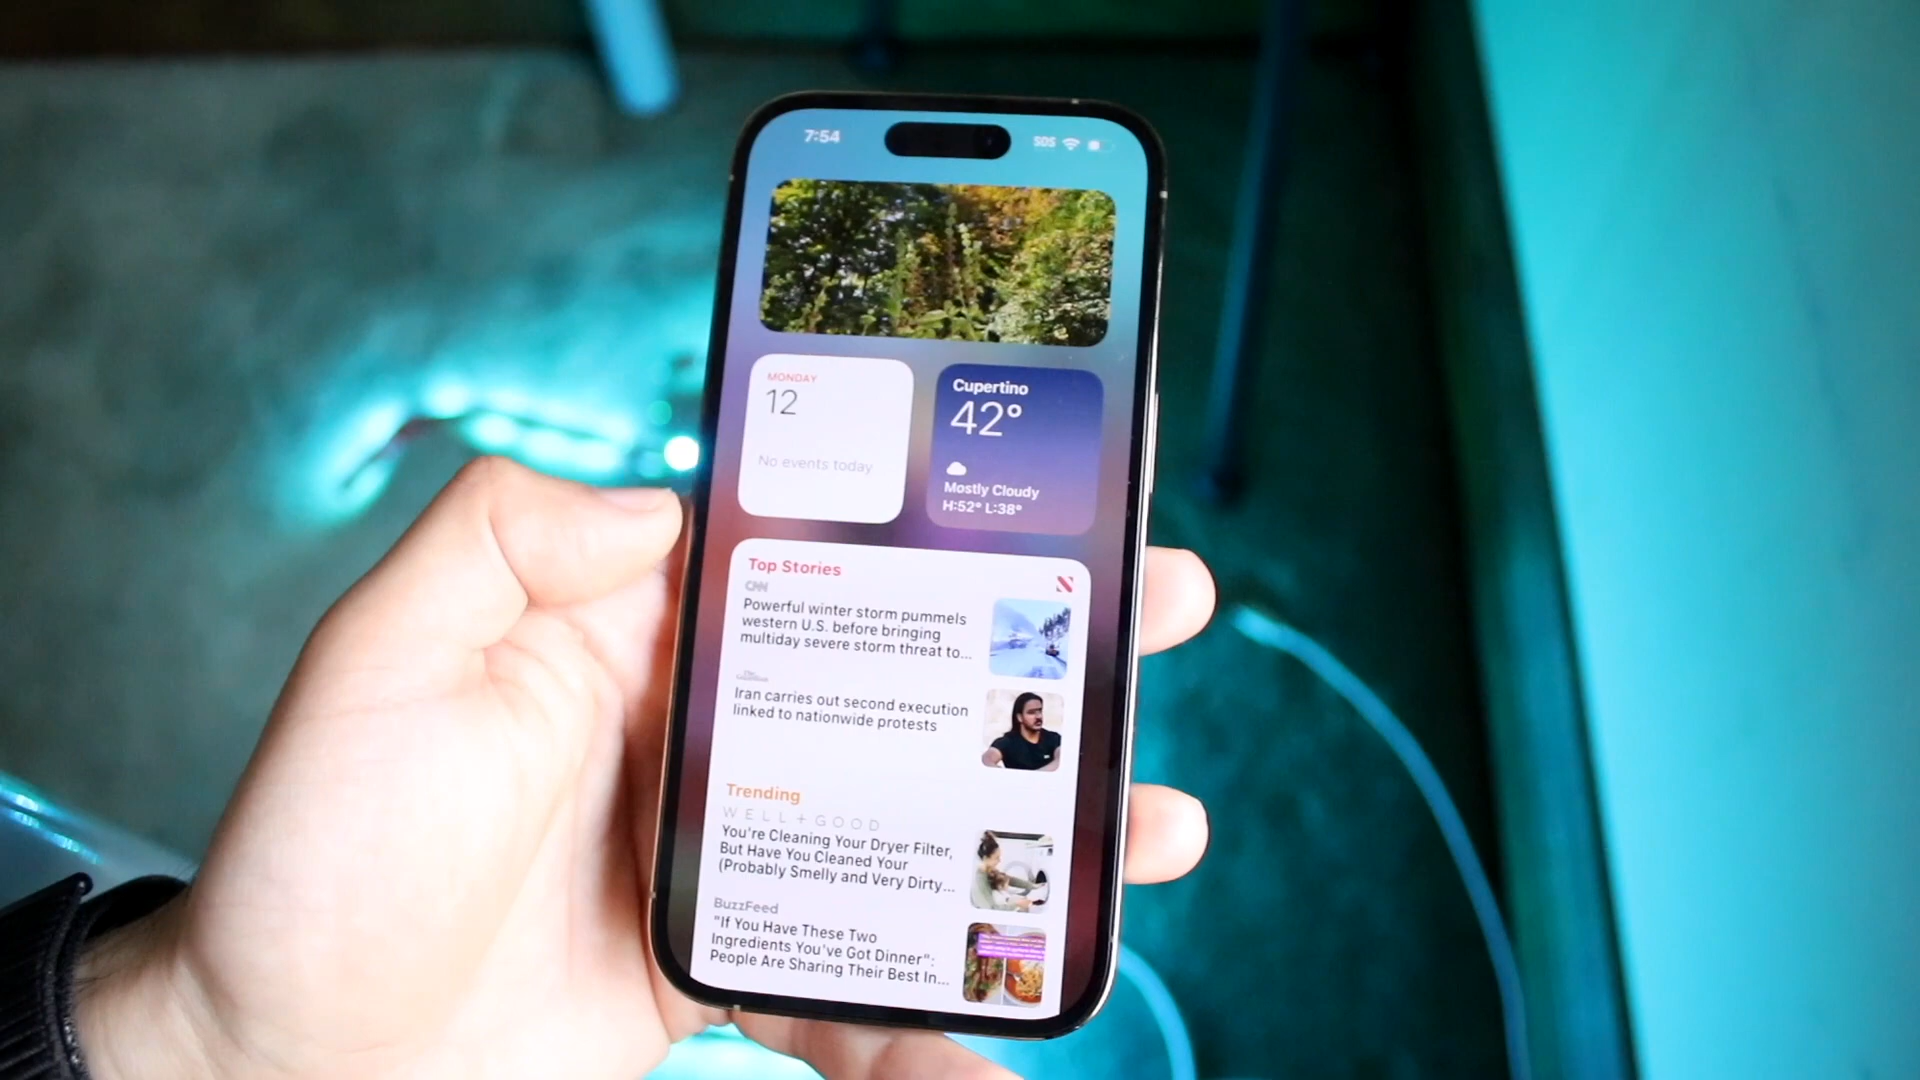 7:54
SOS
MONDAY
12
No events today
Cupertino
42°
Mostly Cloudy
H:52° L:38°
Top Stories
CNN
Powerful winter storm pummels
western U.S. before bringing
multiday severe storm threat to...
The
Guardian
Iran carries out second execution
linked to nationwide protests
Trending
WELL+GOOD
You're Cleaning Your Dryer Filter,
But Have You Cleaned Your
(Probably Smelly and Very Dirty...
BuzzFeed
"If You Have These Two
Ingredients You've Got Dinner":
People Are Sharing Their Best In...